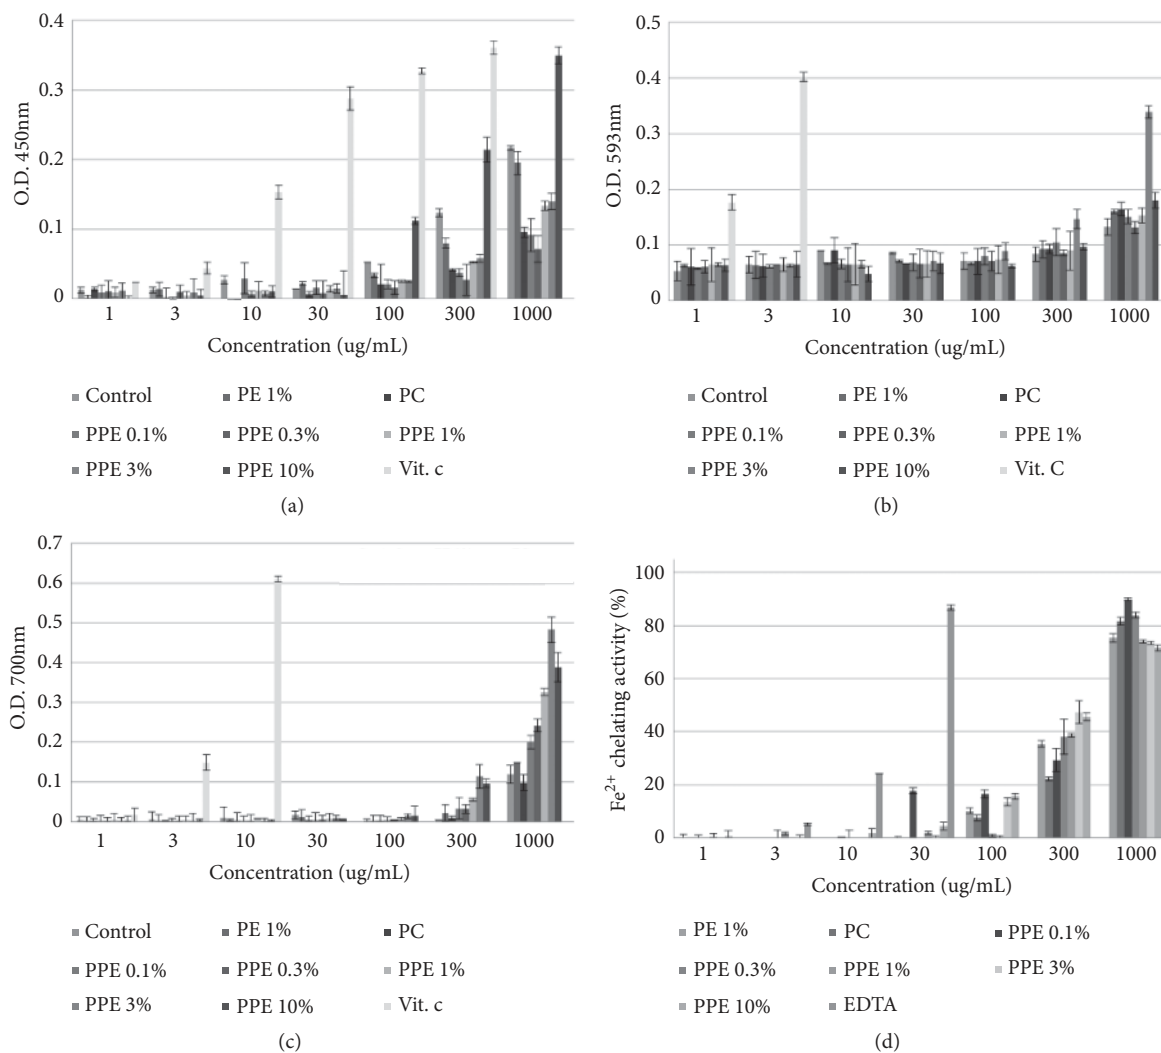 0.4
0.3
0.2
0.1
0
O.D. 450nm
1 3 10 30 100 300 1000
Concentration (ug/mL)
Control PE 1% PC
PPE 0.1% PPE 0.3% PPE 1%
PPE 3% PPE 10% Vit. c
(a)
0.5
0.4
0.3
0.2
0.1
0
O.D. 593nm
1 3 10 30 100 300 1000
Concentration (ug/mL)
Control PE 1% PC
PPE 0.1% PPE 0.3% PPE 1%
PPE 3% PPE 10% Vit. C
(b)
0.7
0.6
0.5
0.4
0.3
0.2
0.1
0
O.D. 700nm
1 3 10 30 100 300 1000
Concentration (ug/mL)
Control PE 1% PC
PPE 0.1% PPE 0.3% PPE 1%
PPE 3% PPE 10% Vit. c
(c)
100
80
60
40
20
0
Fe²⁺ chelating activity (%)
1 3 10 30 100 300 1000
Concentration (ug/mL)
PE 1% PC PPE 0.1%
PPE 0.3% PPE 1% PPE 3%
PPE 10% EDTA
(d)